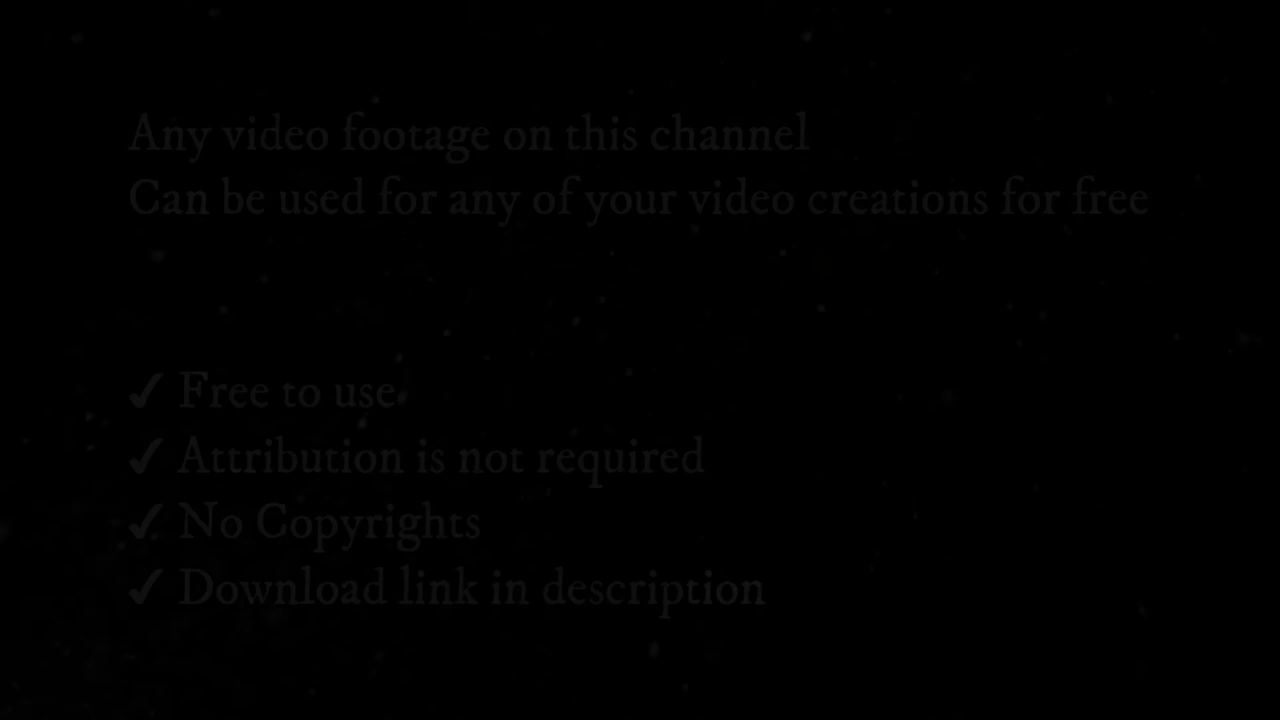 Any video footage on this channel
Can be used for any of your video creations for free
✔ Free to use
✔ Attribution is not required
✔ No Copyrights
✔ Download link in description